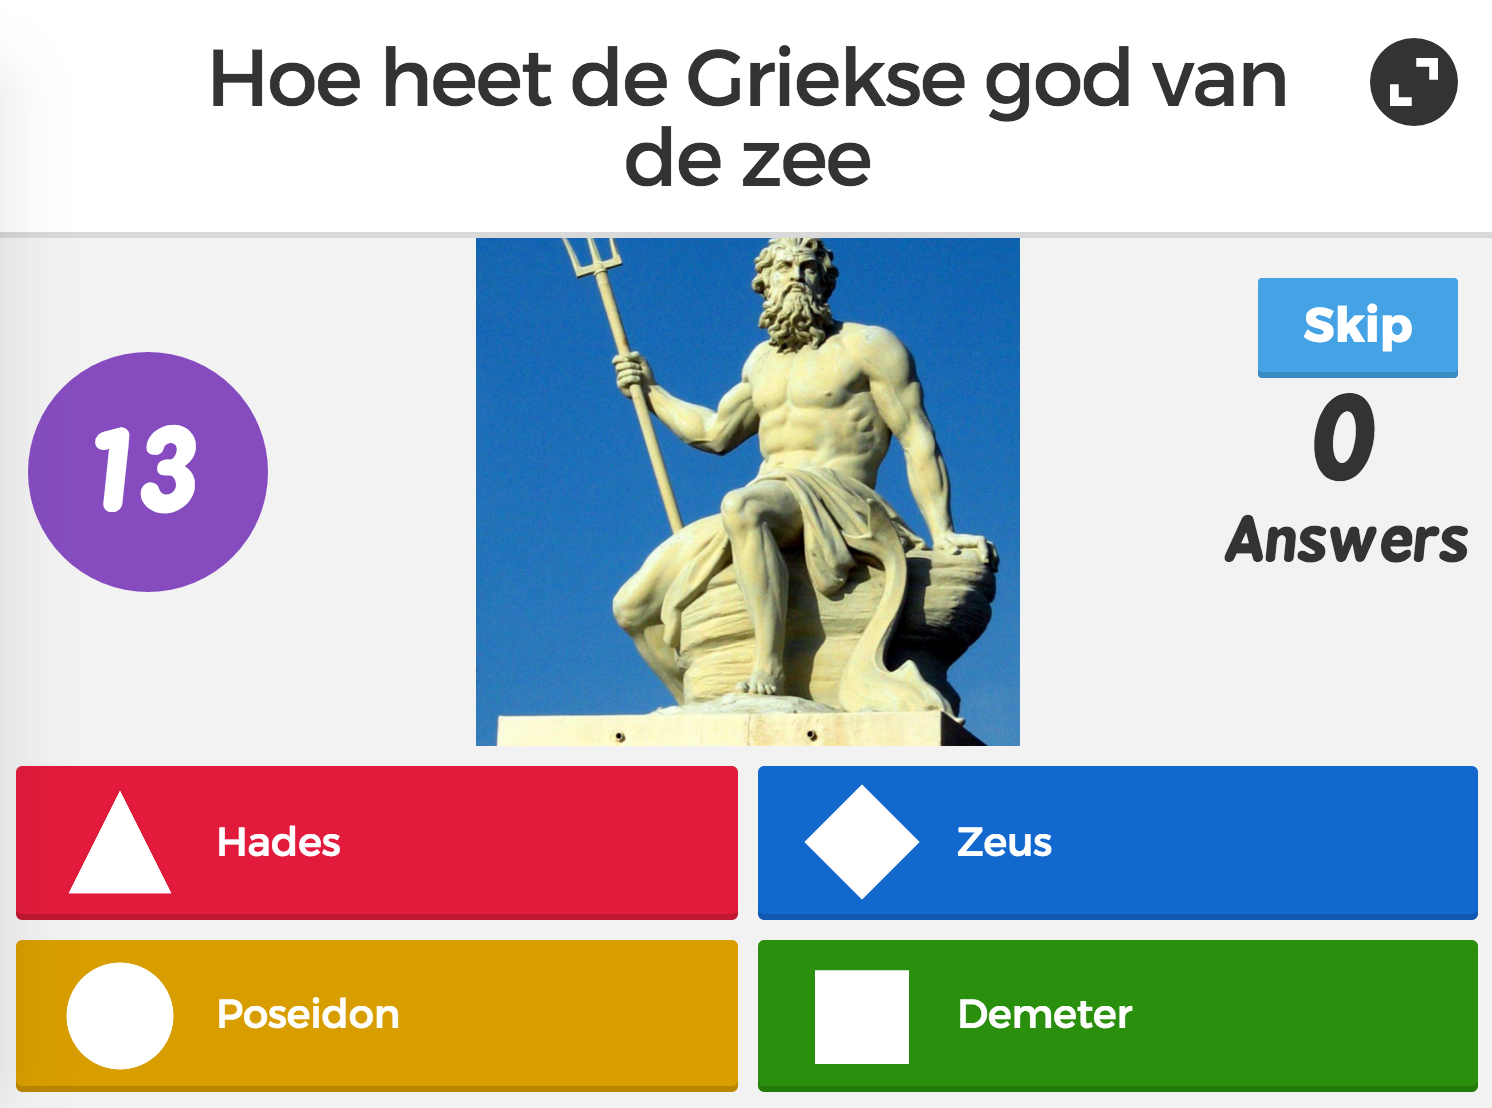 Hoe heet de Griekse god van
de zee
Skip
13
0
Answers
Hades
Zeus
Poseidon
Demeter